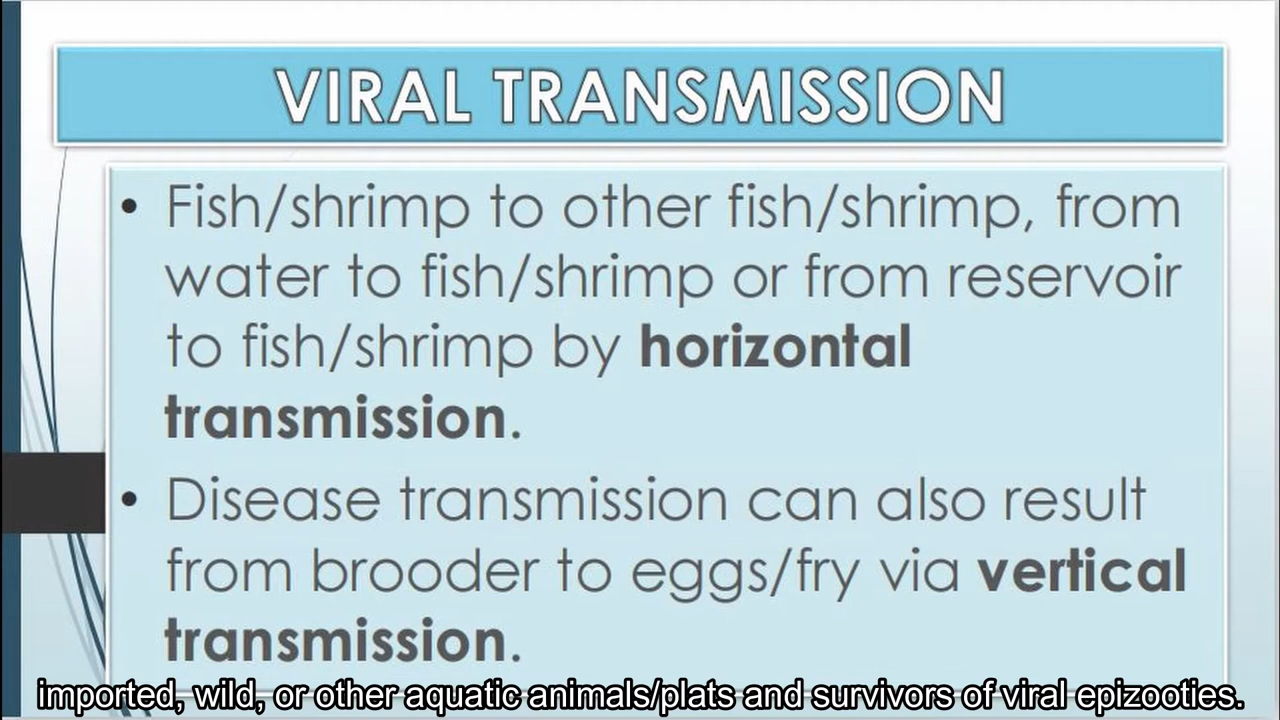 VIRAL TRANSMISSION
• Fish/shrimp to other fish/shrimp, from
water to fish/shrimp or from reservoir
to fish/shrimp by horizontal
transmission.
• Disease transmission can also result
from brooder to eggs/fry via vertical
transmission.
imported, wild, or other aquatic animals/plats and survivors of viral epizooties.